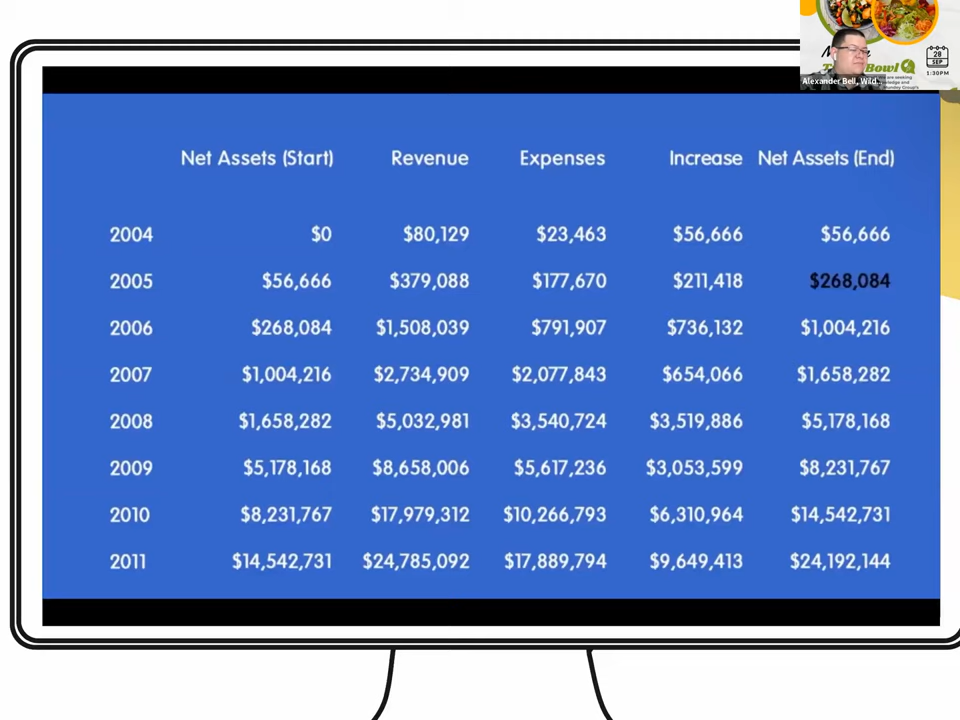 28
SEP
1:30PM
Bowl
Alexander Bell, Wild...
Net Assets (Start) Revenue Expenses Increase Net Assets (End)
2004 $0 $80,129 $23,463 $56,666 $56,666
2005 $56,666 $379,088 $177,670 $211,418 $268,084
2006 $268,084 $1,508,039 $791,907 $736,132 $1,004,216
2007 $1,004,216 $2,734,909 $2,077,843 $654,066 $1,658,282
2008 $1,658,282 $5,032,981 $3,540,724 $3,519,886 $5,178,168
2009 $5,178,168 $8,658,006 $5,617,236 $3,053,599 $8,231,767
2010 $8,231,767 $17,979,312 $10,266,793 $6,310,964 $14,542,731
2011 $14,542,731 $24,785,092 $17,889,794 $9,649,413 $24,192,144